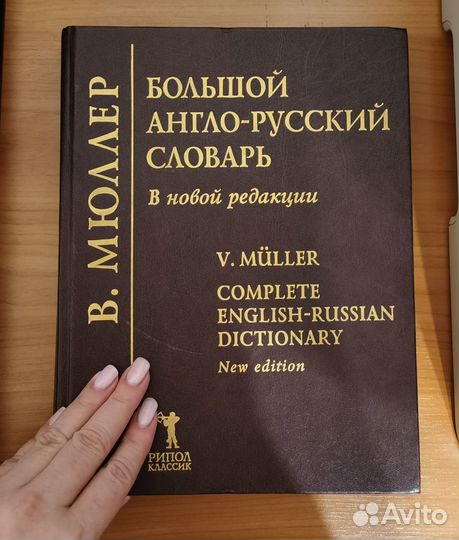 В. МЮЛЛЕР
БОЛЬШОЙ
АНГЛО-РУССКИЙ
СЛОВАРЬ
В новой редакции
V. MÜLLER
COMPLETE
ENGLISH-RUSSIAN
DICTIONARY
New edition
РИПОЛ
КЛАССИК
Avito